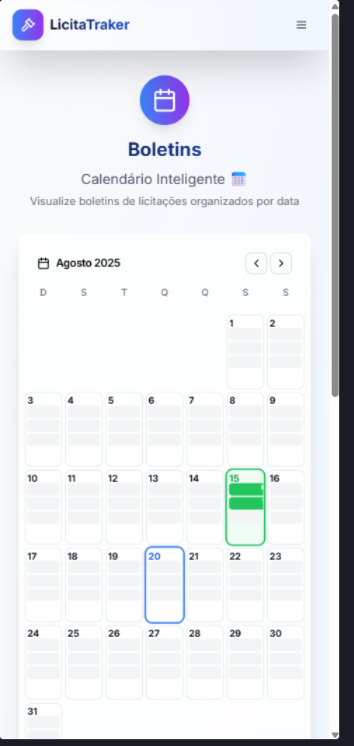 LicitaTraker
Boletins
Calendário Inteligente
Visualize boletins de licitações organizados por data
Agosto 2025
D S T Q Q S S
1 2
3 4 5 6 7 8 9
10 11 12 13 14 15 16
17 18 19 20 21 22 23
24 25 26 27 28 29 30
31